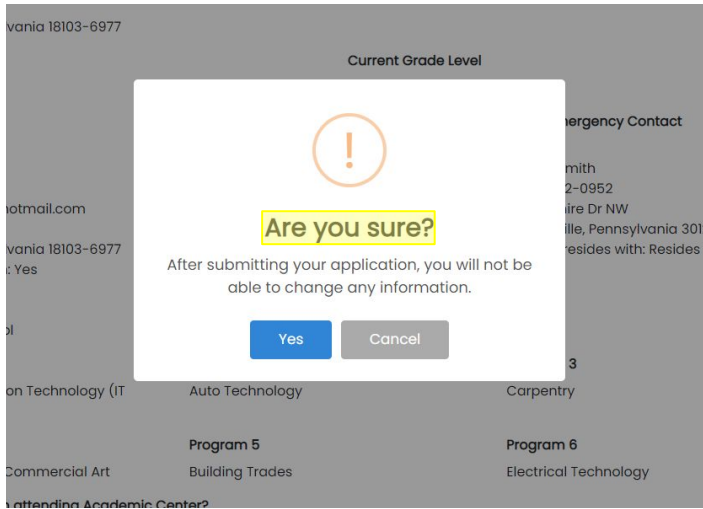 vania 18103-6977
Current Grade Level
ergency Contact
mith
2-0952
notmail.com
ire Dr NW
ille, Pennsylvania 301
vania 18103-6977
resides with: Resides
: Yes
!
Are you sure?
After submitting your application, you will not be
able to change any information.
Yes Cancel
ol
3
on Technology (IT Auto Technology Carpentry
Program 5 Program 6
Commercial Art Building Trades Electrical Technology
attending Academic Center?